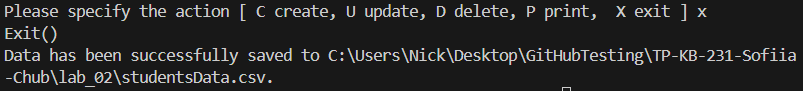 Please specify the action [ C create, U update, D delete, P print,  X exit ] x
Exit()
Data has been successfully saved to C:\Users\Nick\Desktop\GitHubTesting\TP-KB-231-Sofiia
-Chub\lab_02\studentsData.csv.